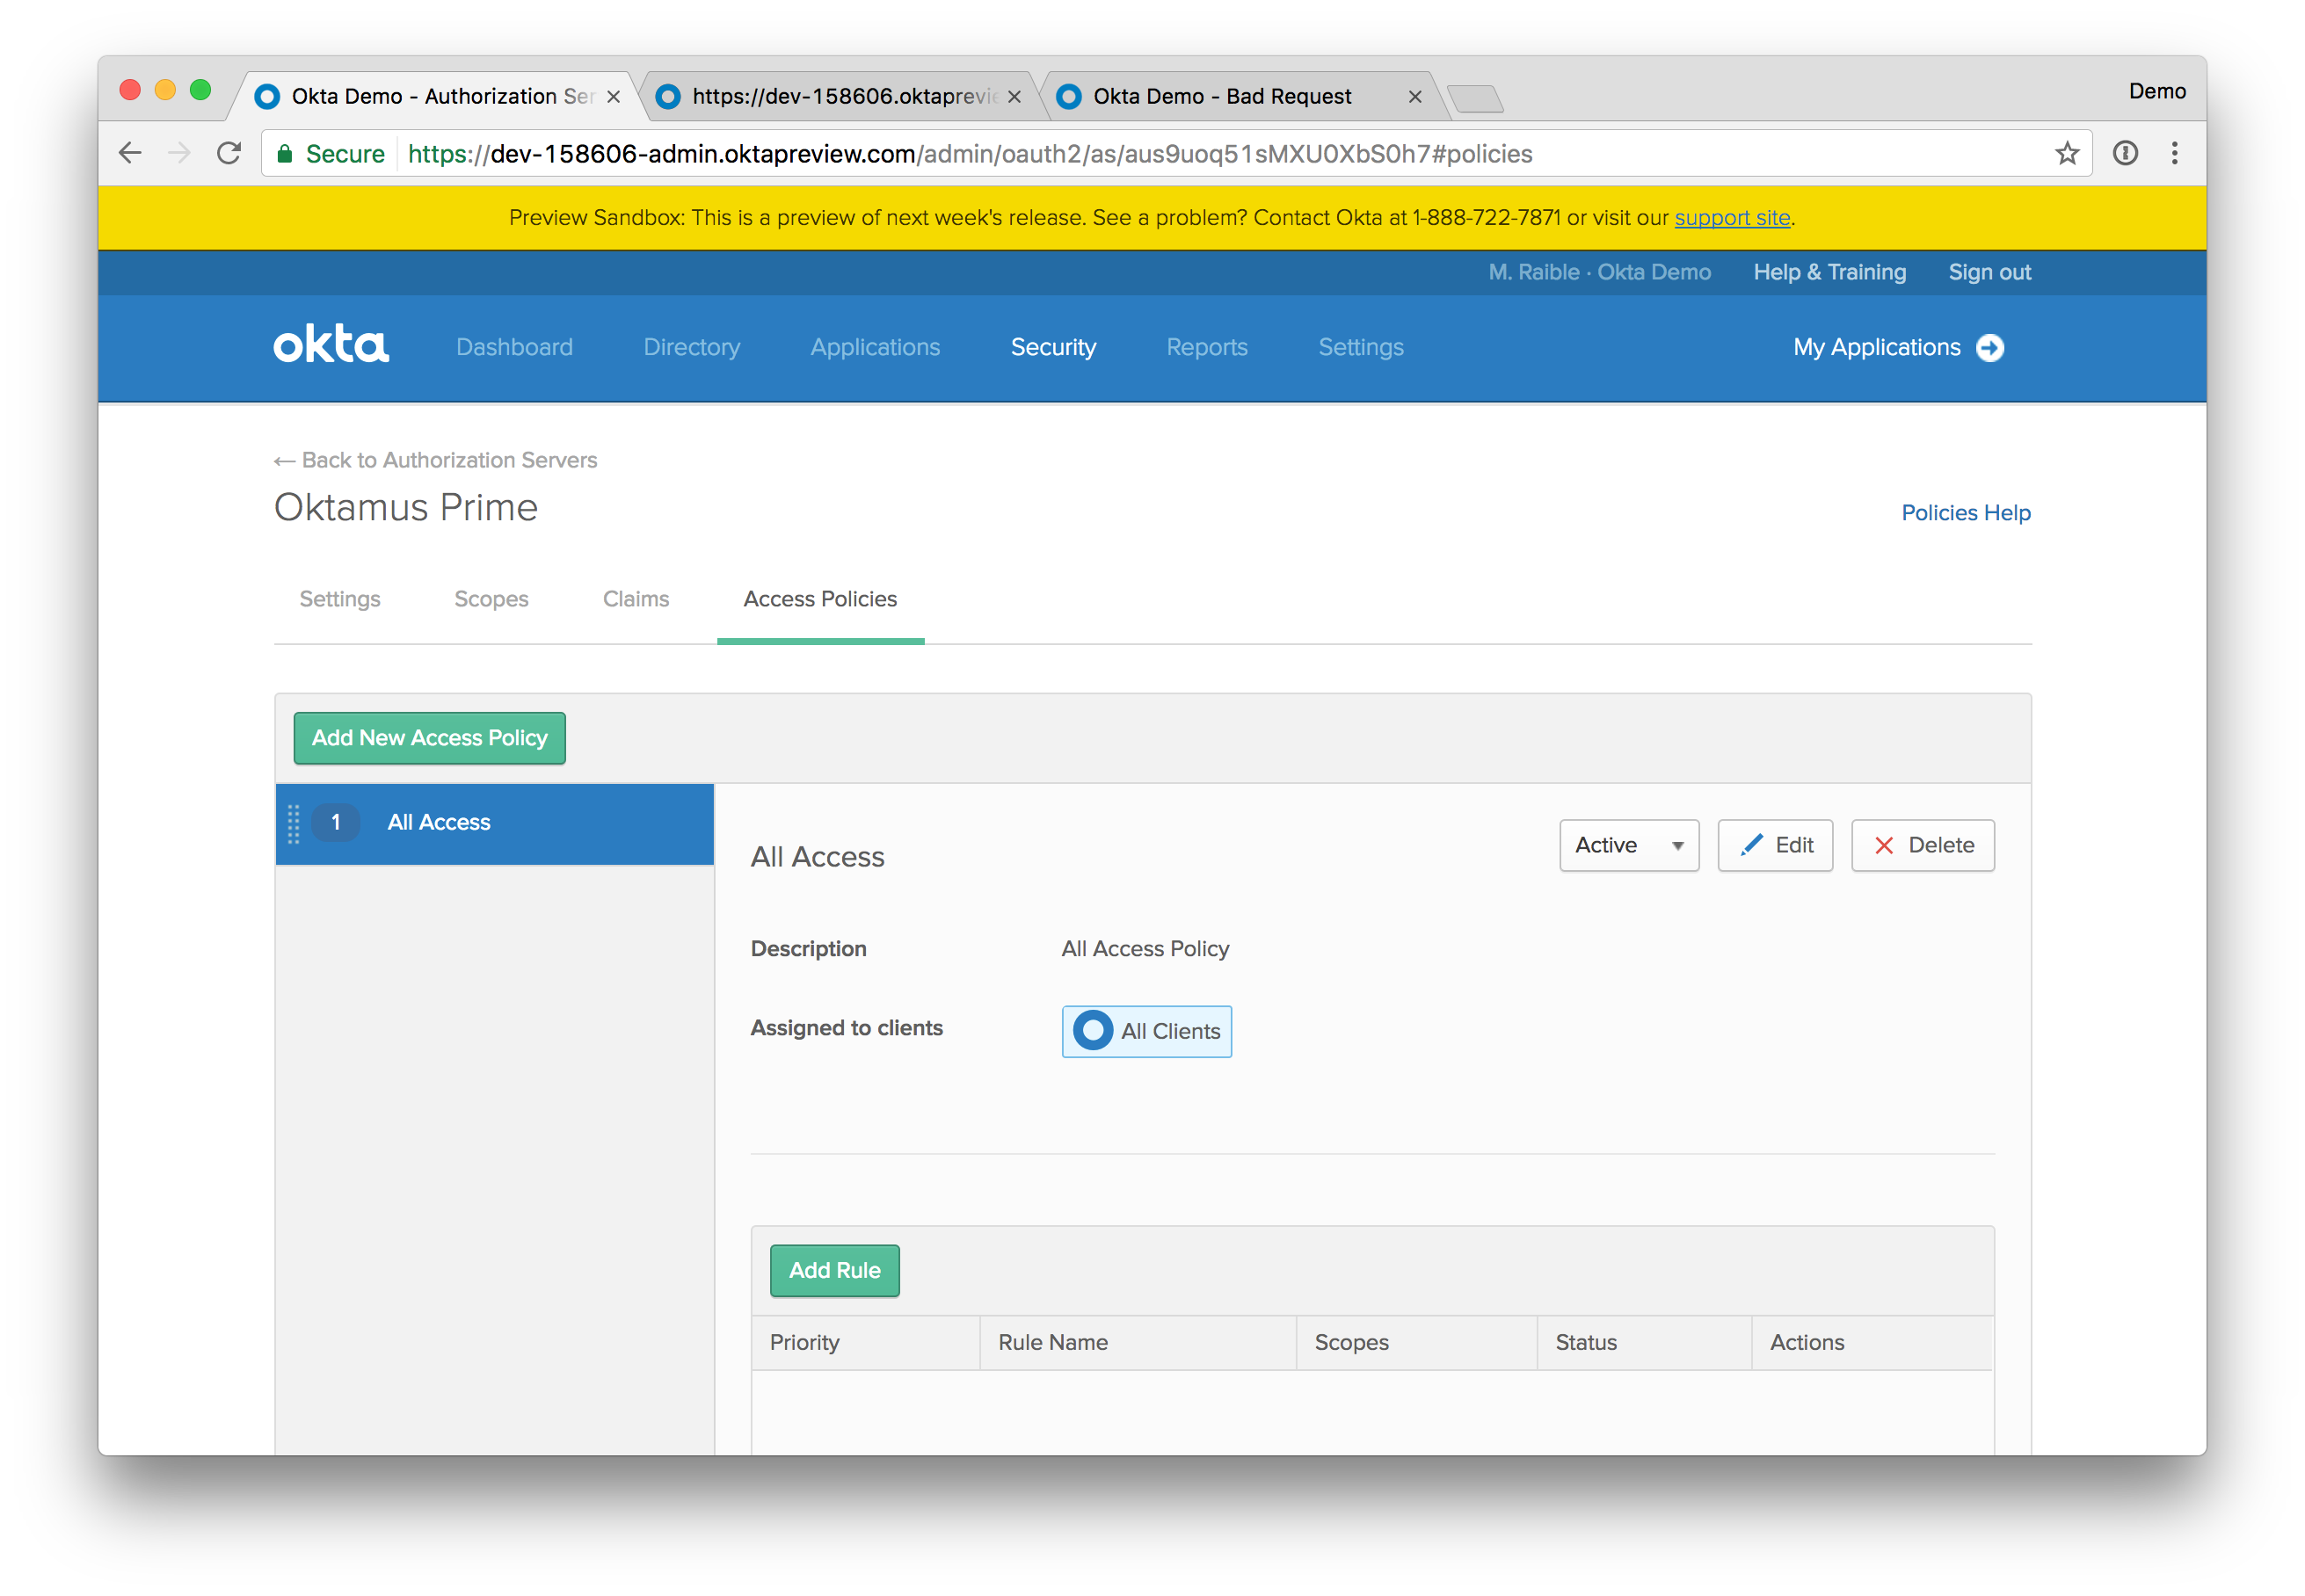 Okta Demo - Authorization Ser
https://dev-158606.oktaprevie
Okta Demo - Bad Request
Demo
Secure
https://dev-158606-admin.oktapreview.com/admin/oauth2/as/aus9uoq51sMXU0XbS0h7#policies
Preview Sandbox: This is a preview of next week's release. See a problem? Contact Okta at 1-888-722-7871 or visit our support site.
M. Raible · Okta Demo
Help & Training
Sign out
okta
Dashboard
Directory
Applications
Security
Reports
Settings
My Applications
← Back to Authorization Servers
Oktamus Prime
Policies Help
Settings
Scopes
Claims
Access Policies
Add New Access Policy
1
All Access
All Access
Active
Edit
Delete
Description
All Access Policy
Assigned to clients
All Clients
Add Rule
Priority
Rule Name
Scopes
Status
Actions